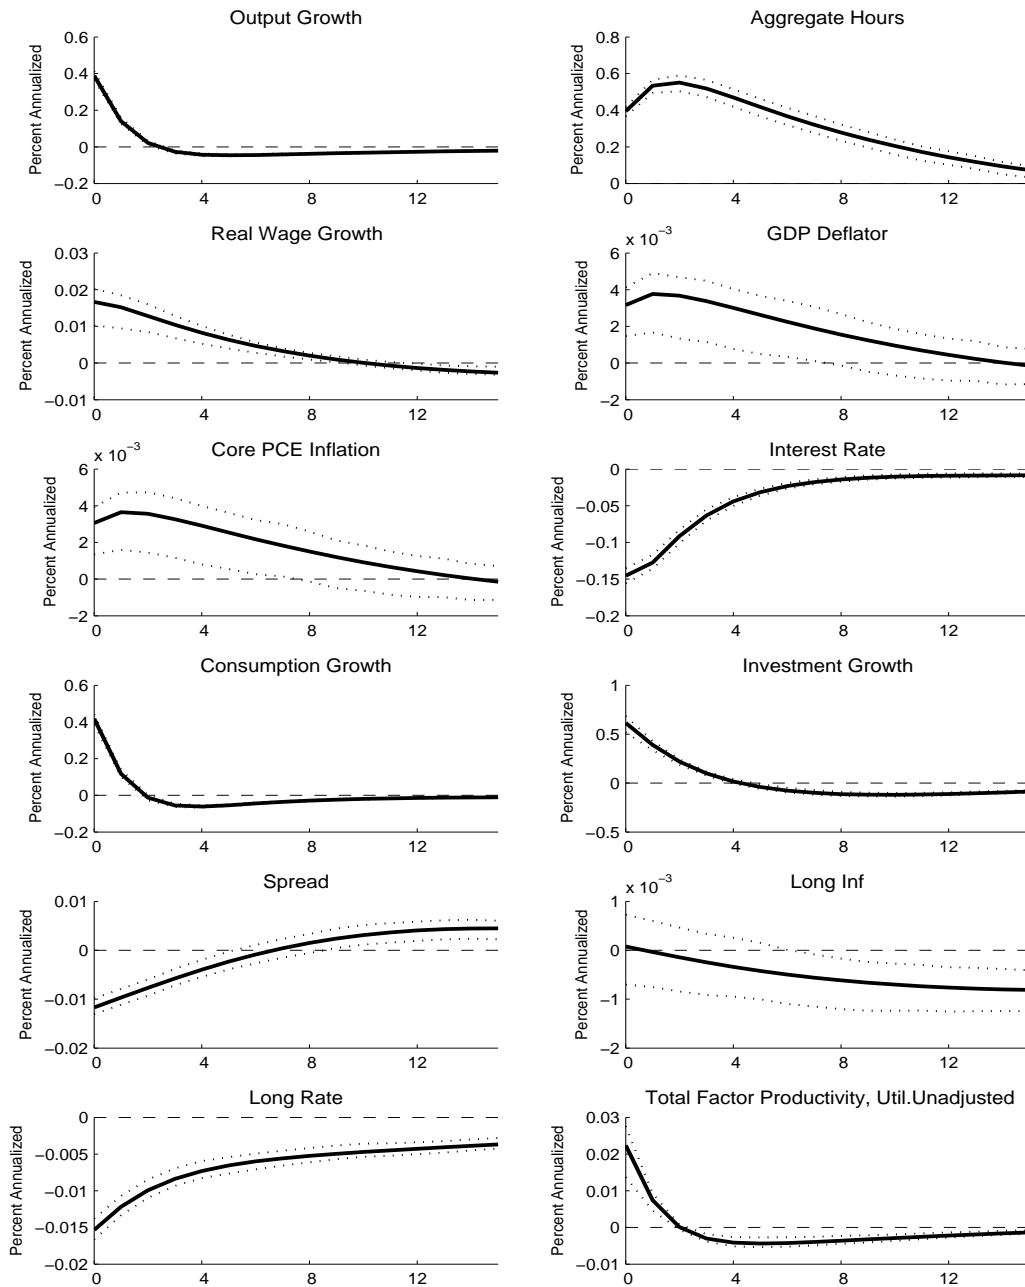 Output Growth
Percent Annualized
0.6
0.4
0.2
0
−0.2
0 4 8 12
Aggregate Hours
Percent Annualized
0.8
0.6
0.4
0.2
0
0 4 8 12
Real Wage Growth
Percent Annualized
0.03
0.02
0.01
0
−0.01
0 4 8 12
GDP Deflator
x 10−3
Percent Annualized
6
4
2
0
−2
0 4 8 12
Core PCE Inflation
x 10−3
Percent Annualized
6
4
2
0
−2
0 4 8 12
Interest Rate
Percent Annualized
0
−0.05
−0.1
−0.15
−0.2
0 4 8 12
Consumption Growth
Percent Annualized
0.6
0.4
0.2
0
−0.2
0 4 8 12
Investment Growth
Percent Annualized
1
0.5
0
−0.5
0 4 8 12
Spread
Percent Annualized
0.01
0
−0.01
−0.02
0 4 8 12
Long Inf
x 10−3
Percent Annualized
1
0
−1
−2
0 4 8 12
Long Rate
Percent Annualized
0
−0.005
−0.01
−0.015
−0.02
0 4 8 12
Total Factor Productivity, Util.Unadjusted
Percent Annualized
0.03
0.02
0.01
0
−0.01
0 4 8 12